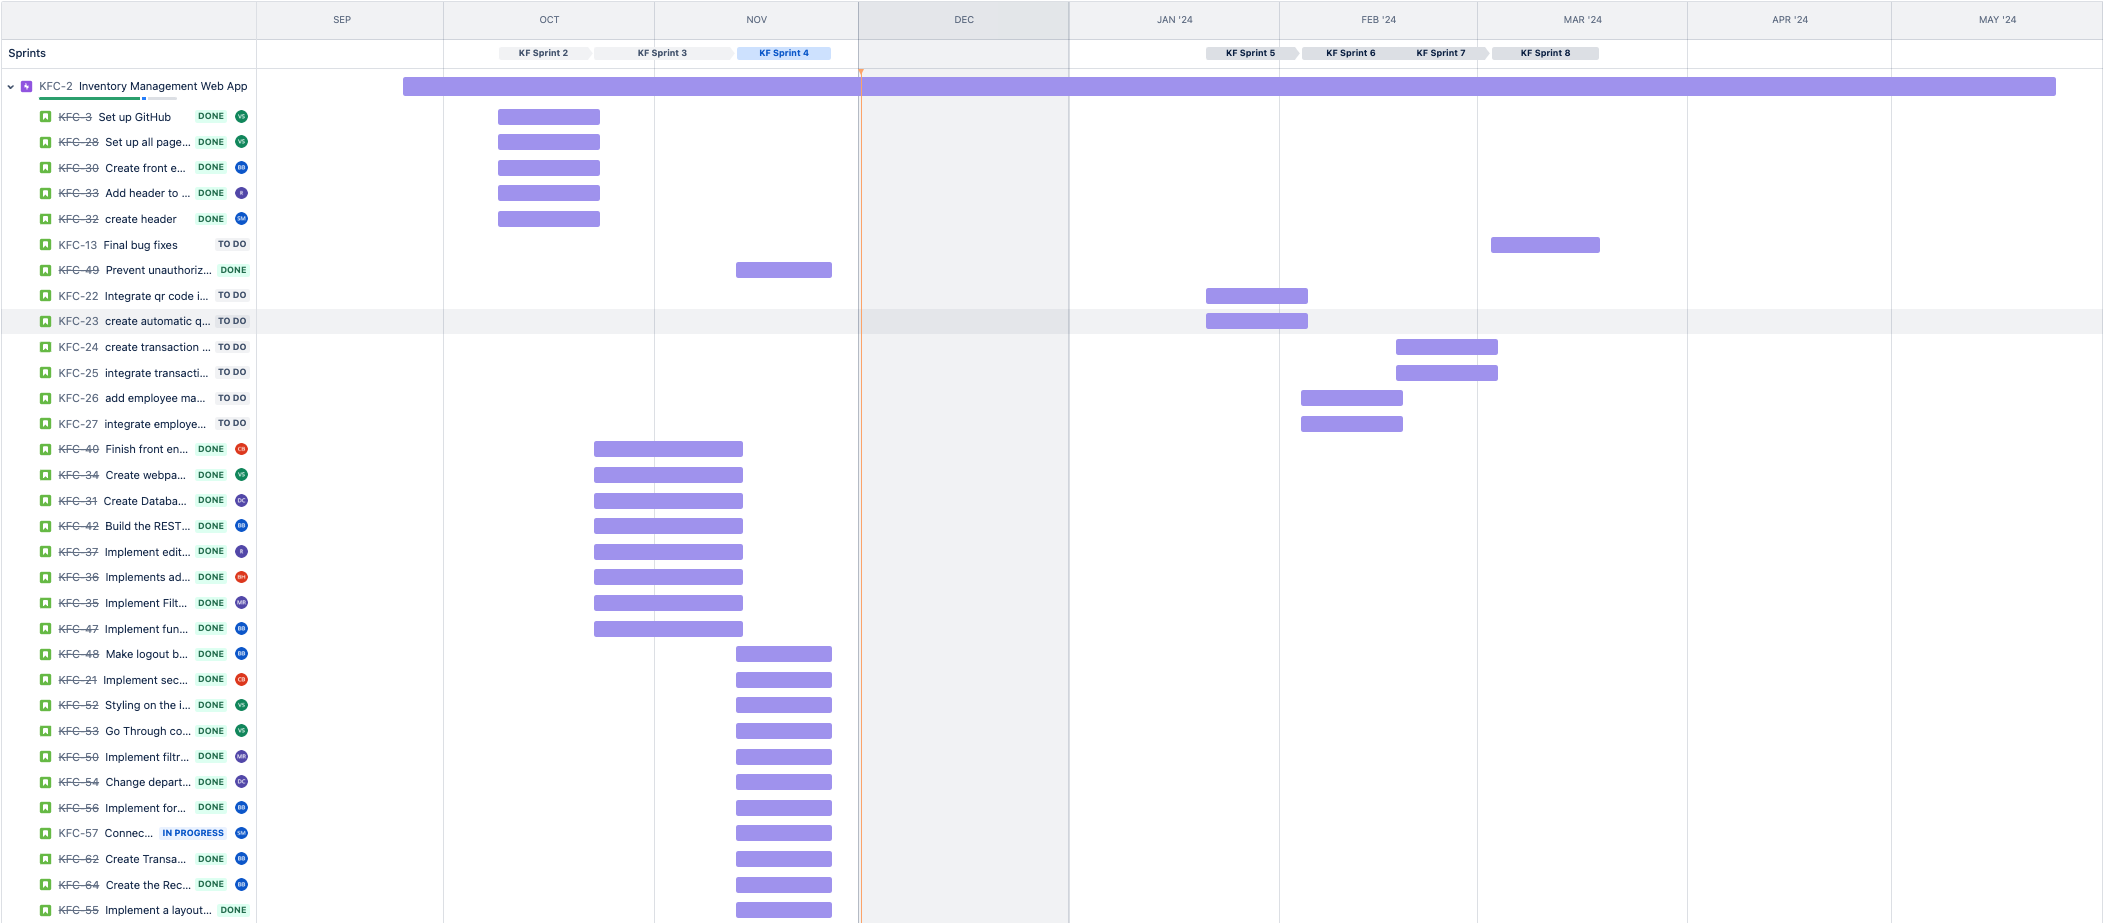 SEP OCT NOV DEC JAN '24 FEB '24 MAR '24 APR '24 MAY '24
Sprints KF Sprint 2 KF Sprint 3 KF Sprint 4 KF Sprint 5 KF Sprint 6 KF Sprint 7 KF Sprint 8
KFC-2 Inventory Management Web App
KFC-3 Set up GitHub DONE VS
KFC-28 Set up all page... DONE VS
KFC-30 Create front e... DONE BB
KFC-33 Add header to ... DONE R
KFC-32 create header DONE SM
KFC-13 Final bug fixes TO DO
KFC-49 Prevent unauthoriz... DONE
KFC-22 Integrate qr code i... TO DO
KFC-23 create automatic q... TO DO
KFC-24 create transaction ... TO DO
KFC-25 integrate transacti... TO DO
KFC-26 add employee ma... TO DO
KFC-27 integrate employe... TO DO
KFC-40 Finish front en... DONE CB
KFC-34 Create webpa... DONE VS
KFC-31 Create Databa... DONE DC
KFC-42 Build the REST... DONE BB
KFC-37 Implement edit... DONE R
KFC-36 Implements ad... DONE BH
KFC-35 Implement Filt... DONE MR
KFC-47 Implement fun... DONE BB
KFC-48 Make logout b... DONE BB
KFC-21 Implement sec... DONE CB
KFC-52 Styling on the i... DONE VS
KFC-53 Go Through co... DONE VS
KFC-50 Implement filtr... DONE MR
KFC-54 Change depart... DONE DC
KFC-56 Implement for... DONE BB
KFC-57 Connec... IN PROGRESS SM
KFC-62 Create Transa... DONE BB
KFC-64 Create the Rec... DONE BB
KFC-55 Implement a layout... DONE